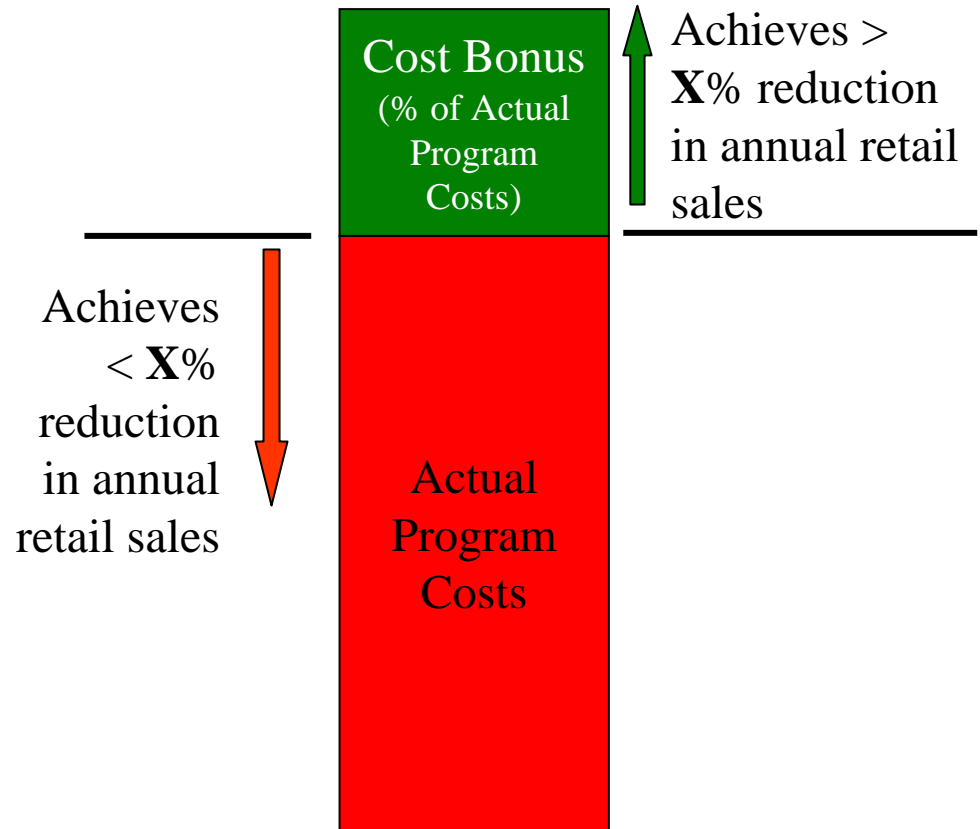 Cost Bonus
(% of Actual
Program
Costs)
Achieves >
X% reduction
in annual retail
sales
Achieves
< X%
reduction
in annual
retail sales
Actual
Program
Costs